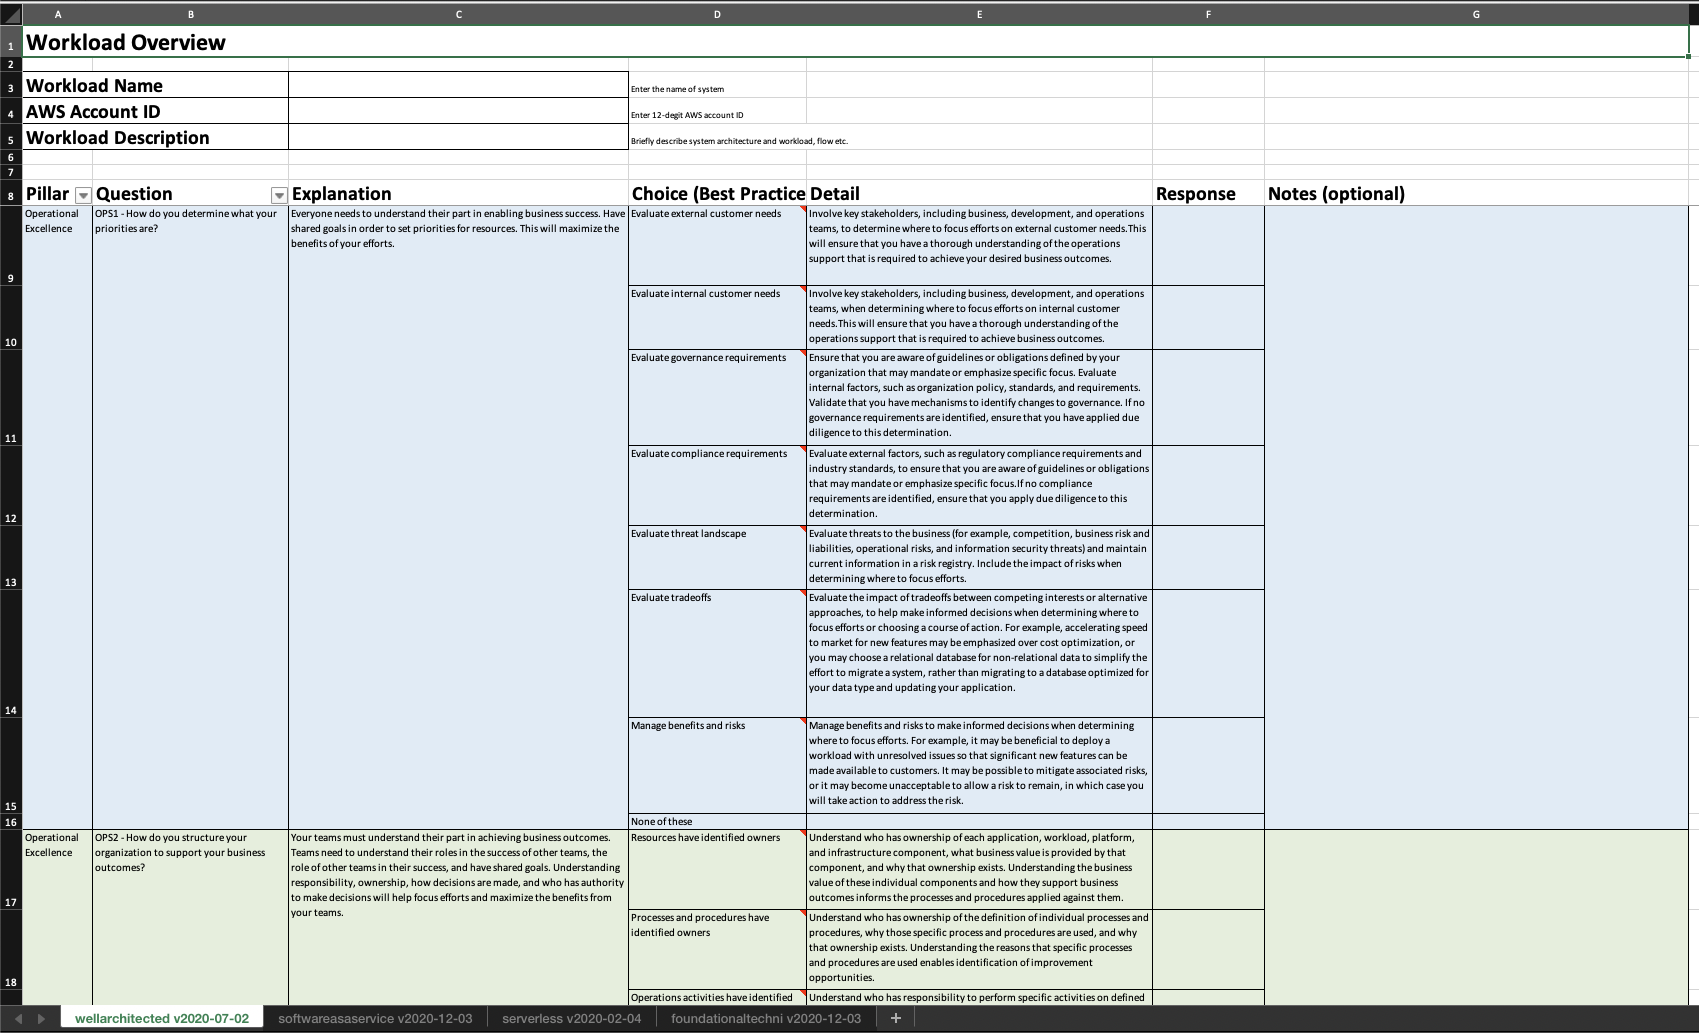 A B C D E F G
1 Workload Overview
2
3 Workload Name Enter the name of system
4 AWS Account ID Enter 12-degit AWS account ID
5 Workload Description Briefly describe system architecture and workload, flow etc.
6
7
8 Pillar Question Explanation Choice (Best Practice Detail Response Notes (optional)
Operational
Excellence
OPS1 - How do you determine what your
priorities are?
Everyone needs to understand their part in enabling business success. Have
shared goals in order to set priorities for resources. This will maximize the
benefits of your efforts.
Evaluate external customer needs
Involve key stakeholders, including business, development, and operations
teams, to determine where to focus efforts on external customer needs.This
will ensure that you have a thorough understanding of the operations
support that is required to achieve your desired business outcomes.
9
Evaluate internal customer needs
Involve key stakeholders, including business, development, and operations
teams, when determining where to focus efforts on internal customer
needs.This will ensure that you have a thorough understanding of the
operations support that is required to achieve business outcomes.
10
Evaluate governance requirements
Ensure that you are aware of guidelines or obligations defined by your
organization that may mandate or emphasize specific focus. Evaluate
internal factors, such as organization policy, standards, and requirements.
Validate that you have mechanisms to identify changes to governance. If no
governance requirements are identified, ensure that you have applied due
diligence to this determination.
11
Evaluate compliance requirements
Evaluate external factors, such as regulatory compliance requirements and
industry standards, to ensure that you are aware of guidelines or obligations
that may mandate or emphasize specific focus.If no compliance
requirements are identified, ensure that you apply due diligence to this
determination.
12
Evaluate threat landscape
Evaluate threats to the business (for example, competition, business risk and
liabilities, operational risks, and information security threats) and maintain
current information in a risk registry. Include the impact of risks when
determining where to focus efforts.
13
Evaluate tradeoffs
Evaluate the impact of tradeoffs between competing interests or alternative
approaches, to help make informed decisions when determining where to
focus efforts or choosing a course of action. For example, accelerating speed
to market for new features may be emphasized over cost optimization, or
you may choose a relational database for non-relational data to simplify the
effort to migrate a system, rather than migrating to a database optimized for
your data type and updating your application.
14
Manage benefits and risks
Manage benefits and risks to make informed decisions when determining
where to focus efforts. For example, it may be beneficial to deploy a
workload with unresolved issues so that significant new features can be
made available to customers. It may be possible to mitigate associated risks,
or it may become unacceptable to allow a risk to remain, in which case you
will take action to address the risk.
15
16 None of these
Operational
Excellence
OPS2 - How do you structure your
organization to support your business
outcomes?
Your teams must understand their part in achieving business outcomes.
Teams need to understand their roles in the success of other teams, the
role of other teams in their success, and have shared goals. Understanding
responsibility, ownership, how decisions are made, and who has authority
to make decisions will help focus efforts and maximize the benefits from
your teams.
Resources have identified owners
Understand who has ownership of each application, workload, platform,
and infrastructure component, what business value is provided by that
component, and why that ownership exists. Understanding the business
value of these individual components and how they support business
outcomes informs the processes and procedures applied against them.
17
Processes and procedures have
identified owners
Understand who has ownership of the definition of individual processes and
procedures, why those specific process and procedures are used, and why
that ownership exists. Understanding the reasons that specific processes
and procedures are used enables identification of improvement
opportunities.
18
Operations activities have identified
Understand who has responsibility to perform specific activities on defined
wellarchitected v2020-07-02 softwareasaservice v2020-12-03 serverless v2020-02-04 foundationaltechni v2020-12-03 +